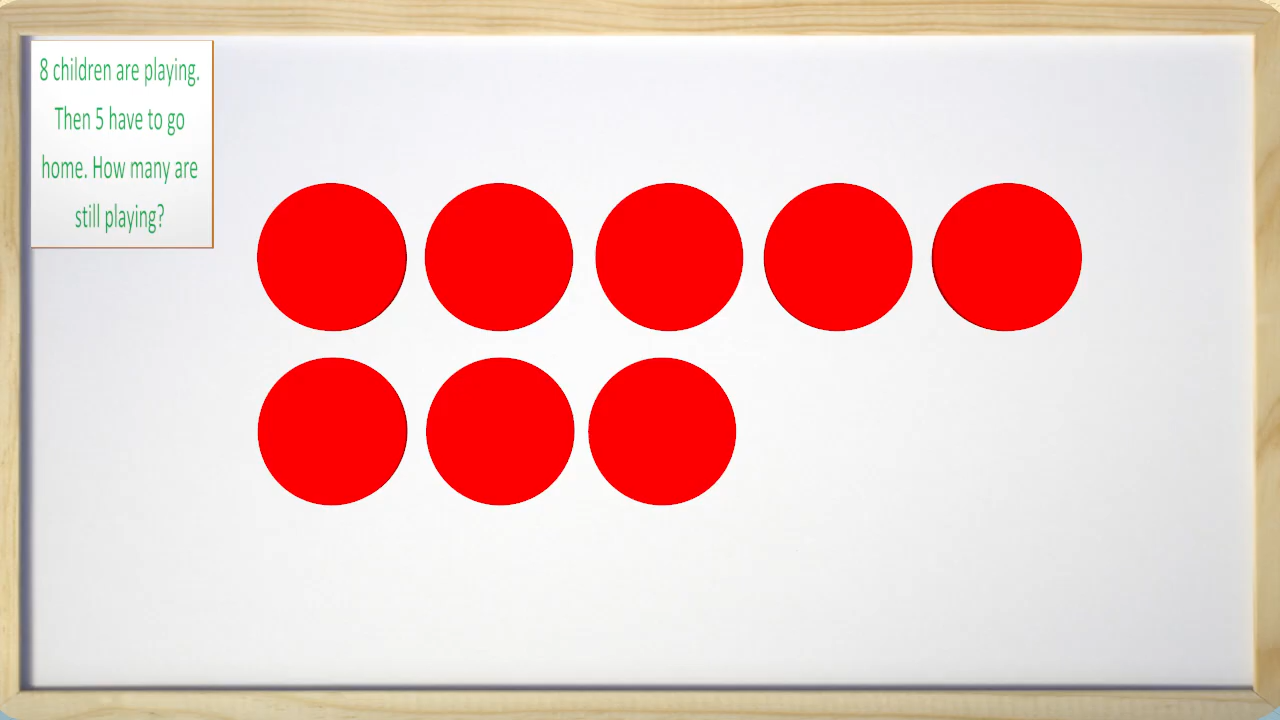 8 children are playing.
Then 5 have to go
home. How many are
still playing?